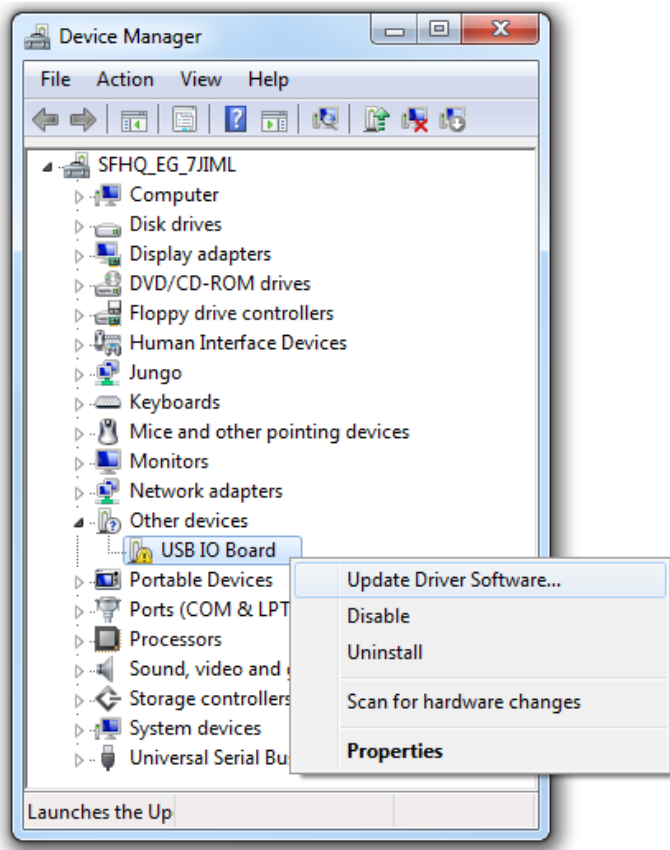 Device Manager
File Action View Help
SFHQ_EG_7JIML
Computer
Disk drives
Display adapters
DVD/CD-ROM drives
Floppy drive controllers
Human Interface Devices
Jungo
Keyboards
Mice and other pointing devices
Monitors
Network adapters
Other devices
USB IO Board
Portable Devices
Ports (COM & LPT
Processors
Sound, video and
Storage controllers
System devices
Universal Serial Bu
Update Driver Software...
Disable
Uninstall
Scan for hardware changes
Properties
Launches the Up